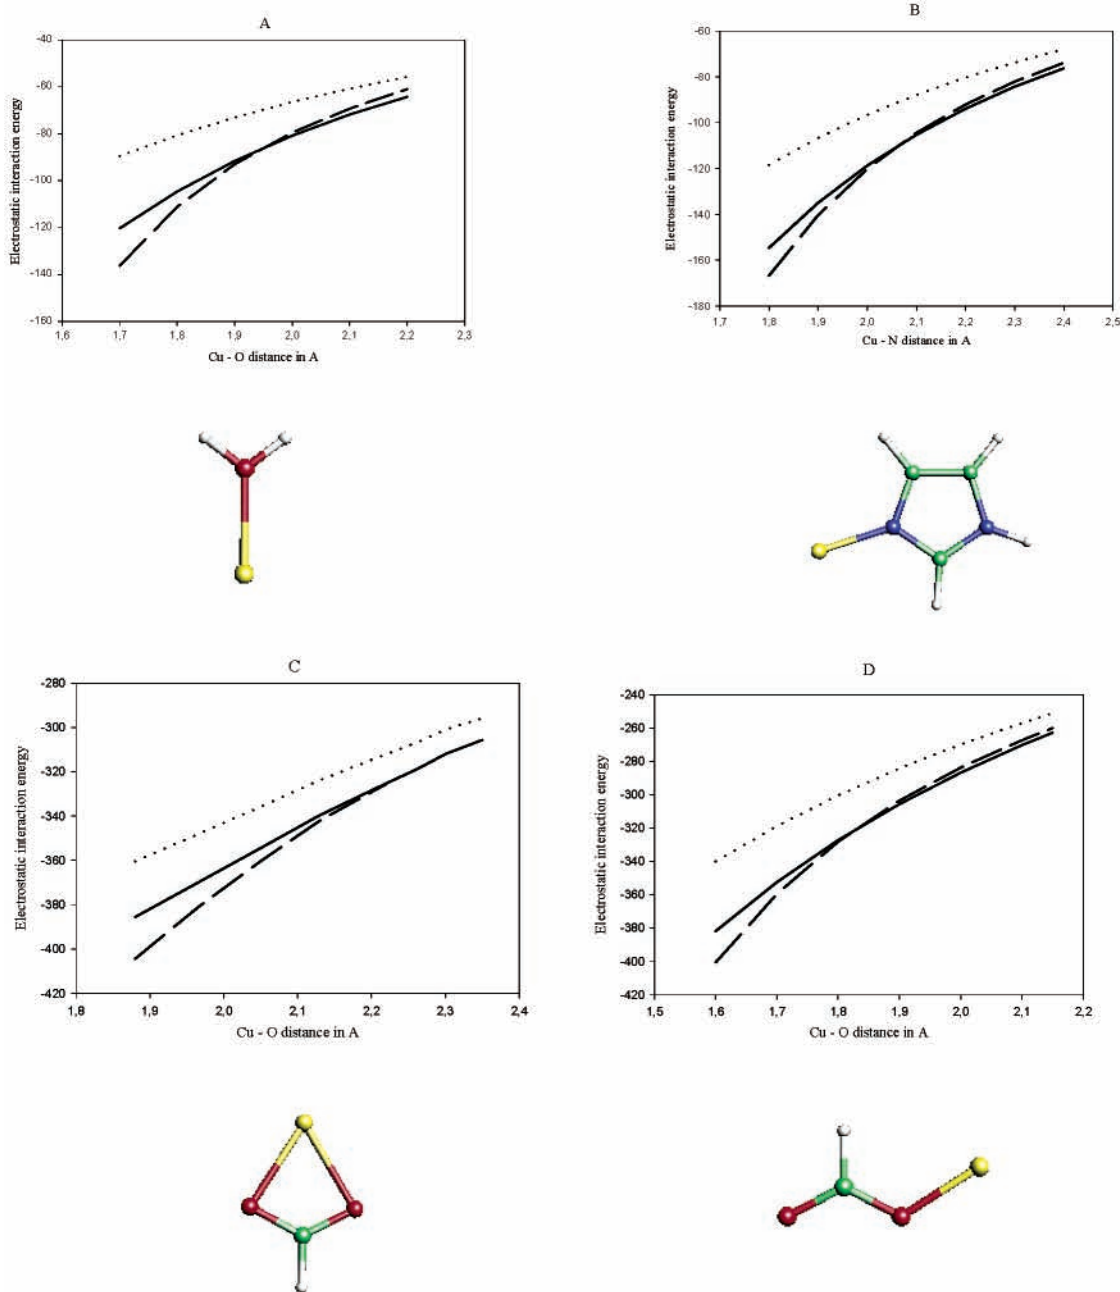 A
Electrostatic interaction energy
-40
-60
-80
-100
-120
-140
-160
1,6 1,7 1,8 1,9 2,0 2,1 2,2 2,3
Cu - O distance in A
B
Electrostatic interaction energy
-60
-80
-100
-120
-140
-160
-180
1,7 1,8 1,9 2,0 2,1 2,2 2,3 2,4 2,5
Cu - N distance in A
C
Electrostatic interaction energy
-280
-300
-320
-340
-360
-380
-400
-420
1,8 1,9 2,0 2,1 2,2 2,3 2,4
Cu - O distance in A
D
Electrostatic interaction energy
-240
-260
-280
-300
-320
-340
-360
-380
-400
-420
1,5 1,6 1,7 1,8 1,9 2,0 2,1 2,2
Cu - O distance in A